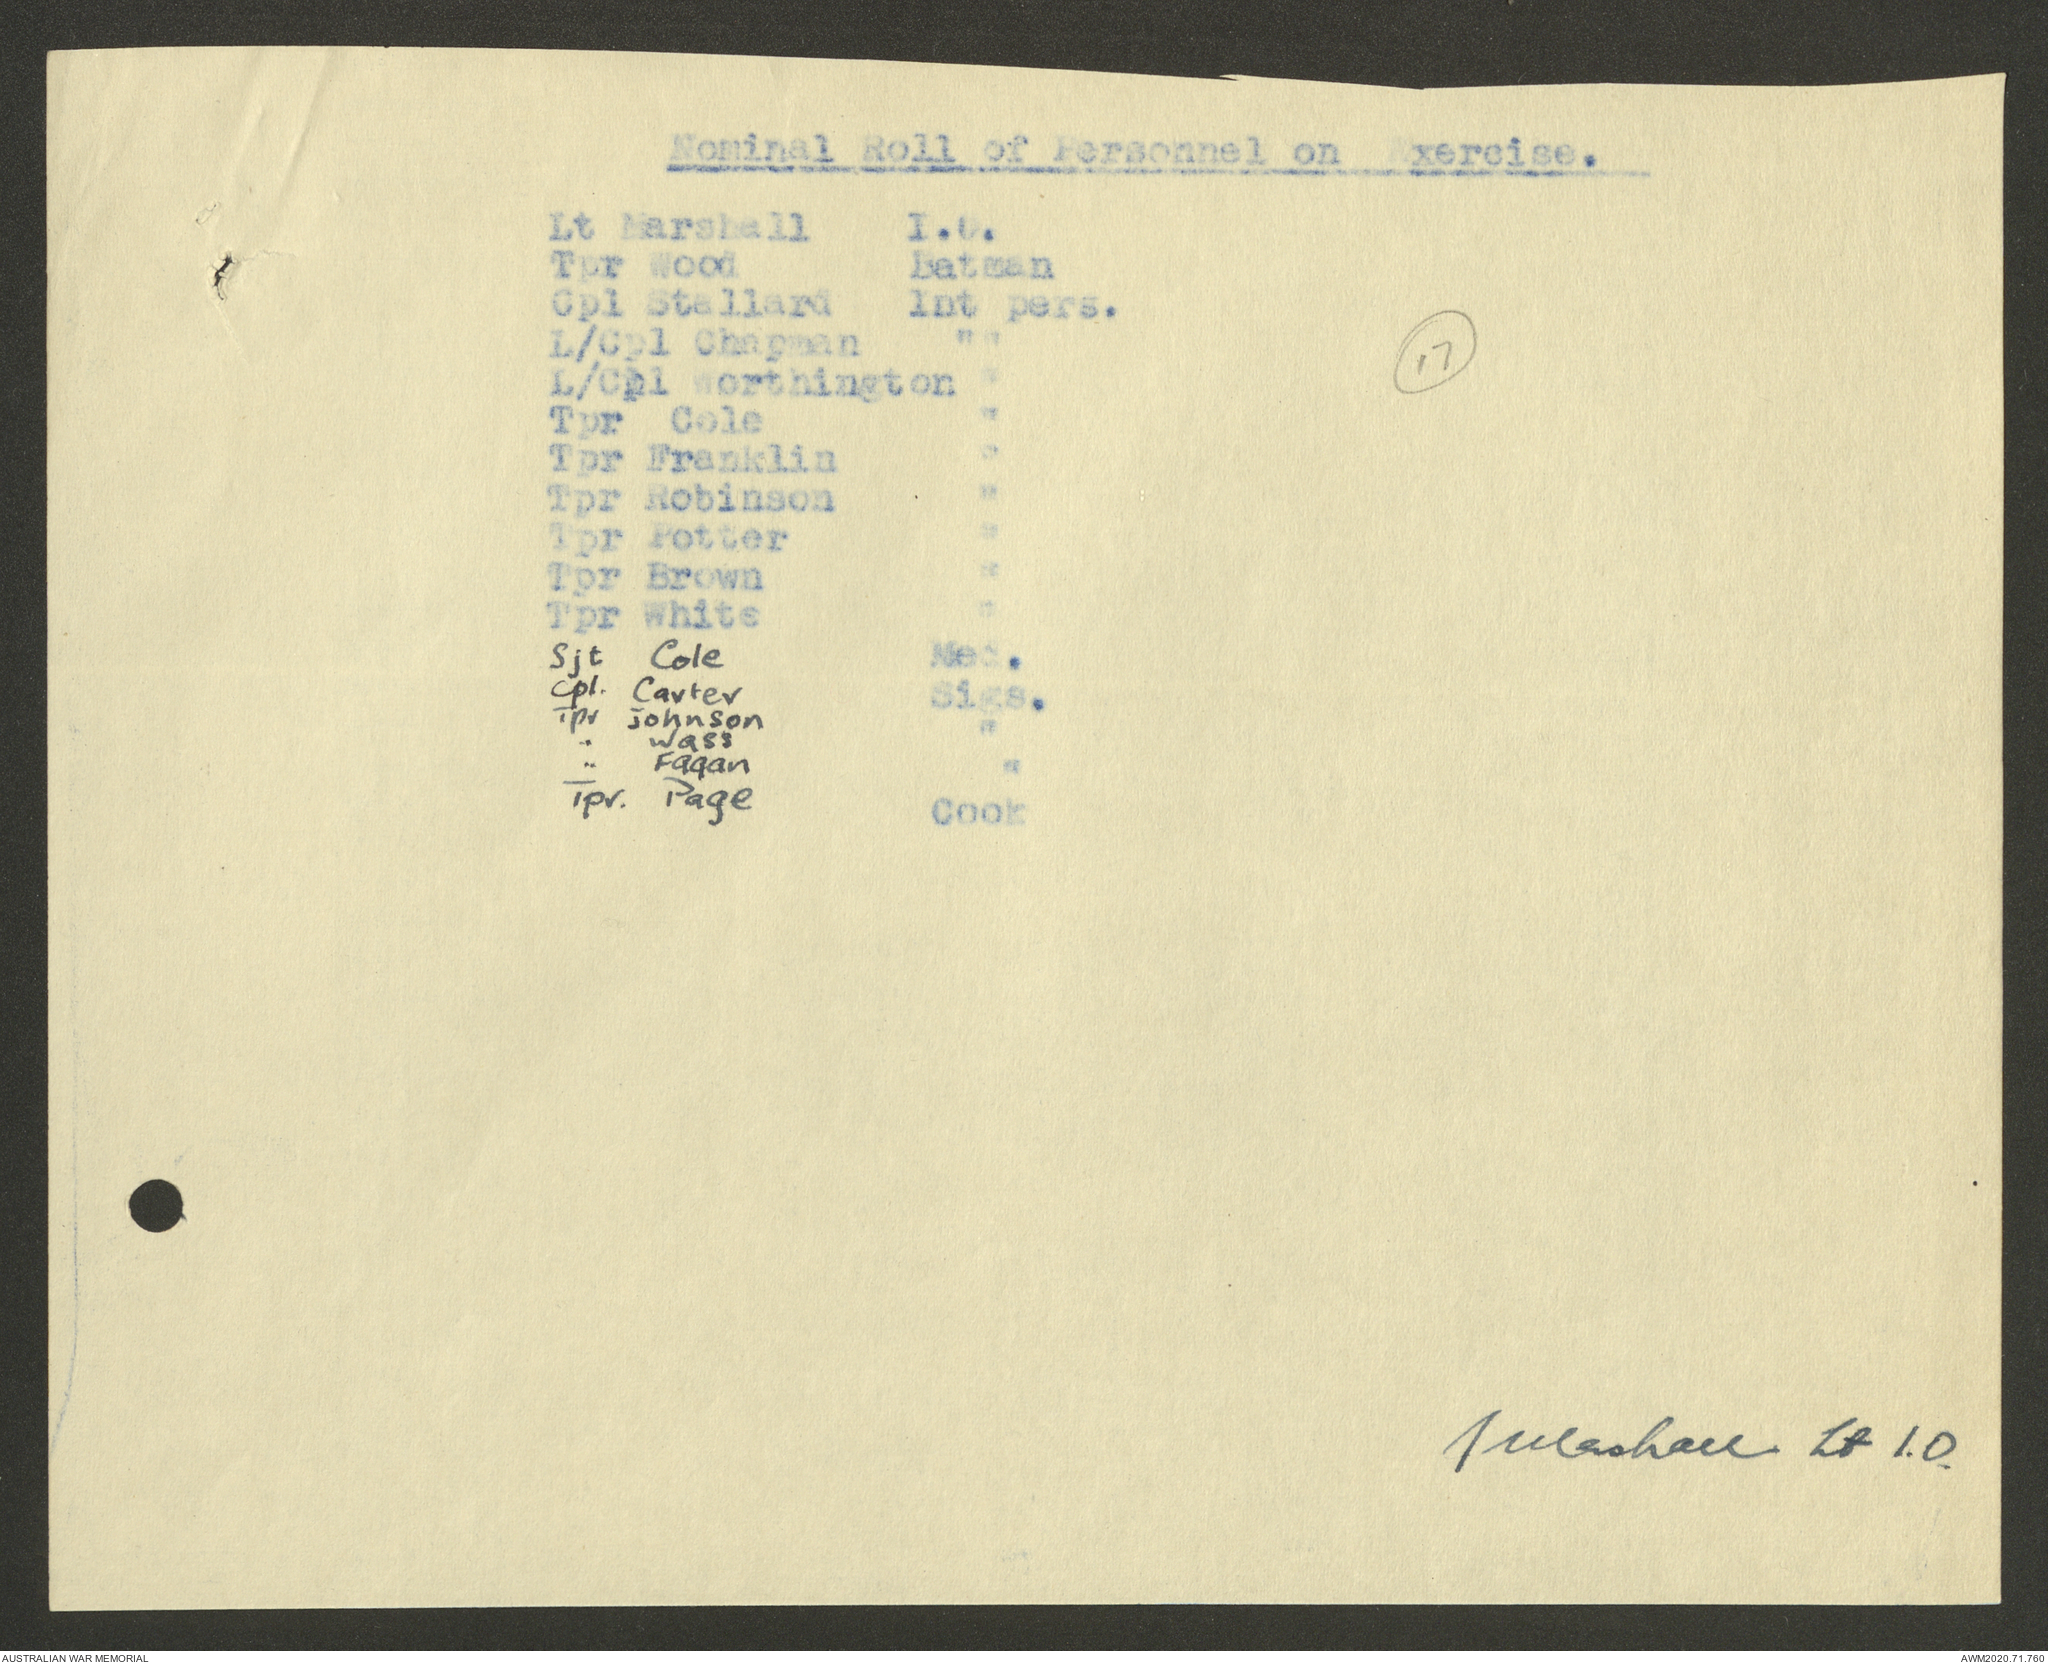 Nominal Roll of Personnel on Exercise.
Lt Marshall I.O.
Tpr Wood Batman
Cpl Stallard Int pers.
L/Cpl Chapman " "
L/Cpl Worthington "
Tpr Cole "
Tpr Franklin "
Tpr Robinson "
Tpr Potter "
Tpr Brown "
Tpr White "
Sjt Cole Med.
Cpl. Carter Sigs.
Tpr Johnson "
" Wass
" Fagan "
Tpr. Page Cook
17
J Marshall Lt I.O.
AUSTRALIAN WAR MEMORIAL
AWM2020.71.760